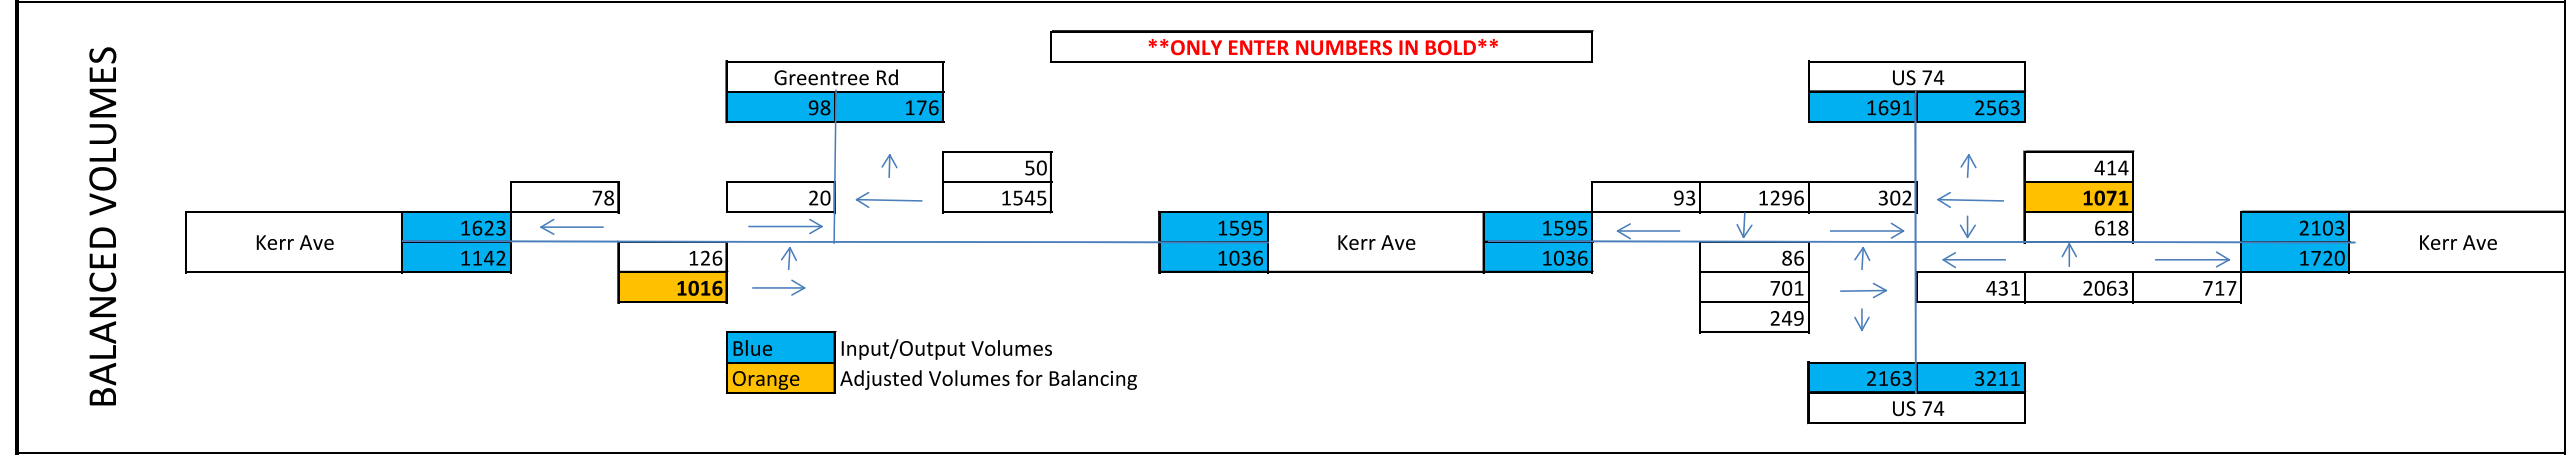 BALANCED VOLUMES
**ONLY ENTER NUMBERS IN BOLD**
Greentree Rd
US 74
98 176
1691 2563
50
414
78 20 1545
93 1296 302 1071
Kerr Ave 1623
1595 Kerr Ave 1595
618 2103 Kerr Ave
1142 126
1036 1036
86 1720
1016
701 431 2063 717
249
Blue Input/Output Volumes
Orange Adjusted Volumes for Balancing
2163 3211
US 74